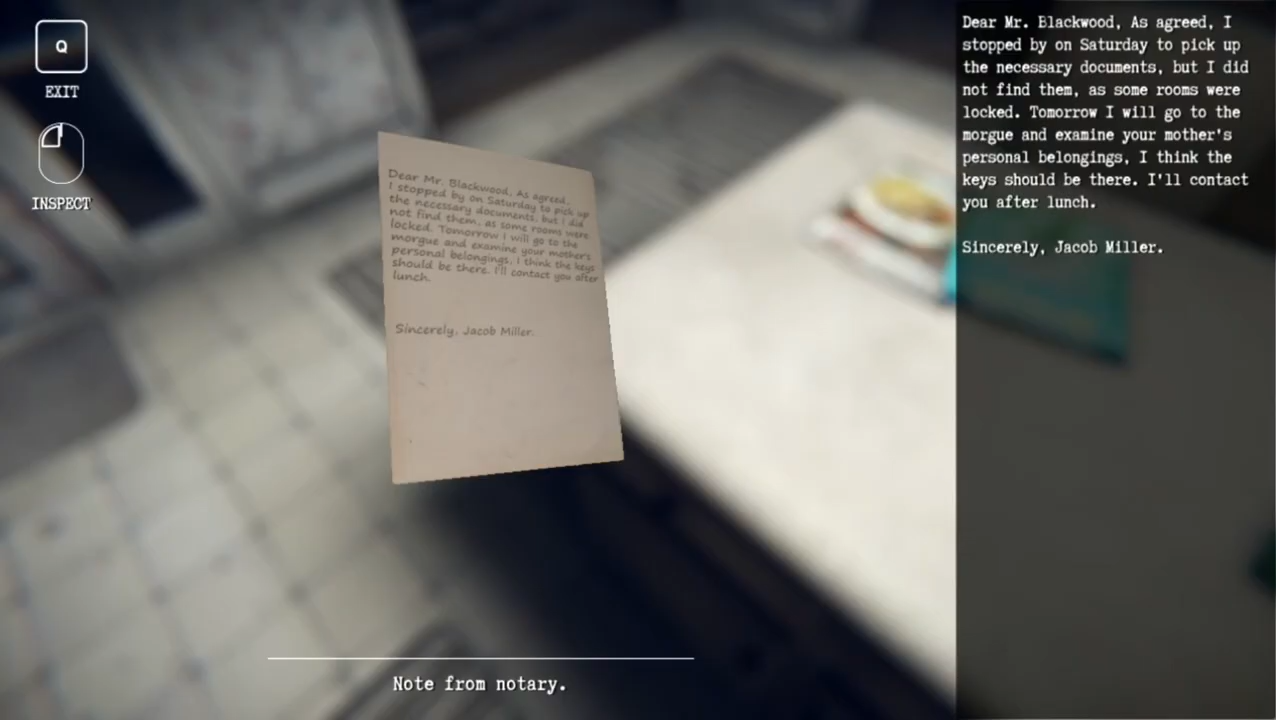 Q
EXIT
INSPECT
Dear Mr. Blackwood, As agreed,
I stopped by on Saturday to pick up
the necessary documents, but I did
not find them, as some rooms were
locked. Tomorrow I will go to the
morgue and examine your mother's
personal belongings, I think the keys
should be there. I'll contact you after
lunch.
Sincerely, Jacob Miller.
Note from notary.
Dear Mr. Blackwood, As agreed, I
stopped by on Saturday to pick up
the necessary documents, but I did
not find them, as some rooms were
locked. Tomorrow I will go to the
morgue and examine your mother's
personal belongings, I think the
keys should be there. I'll contact
you after lunch.
Sincerely, Jacob Miller.